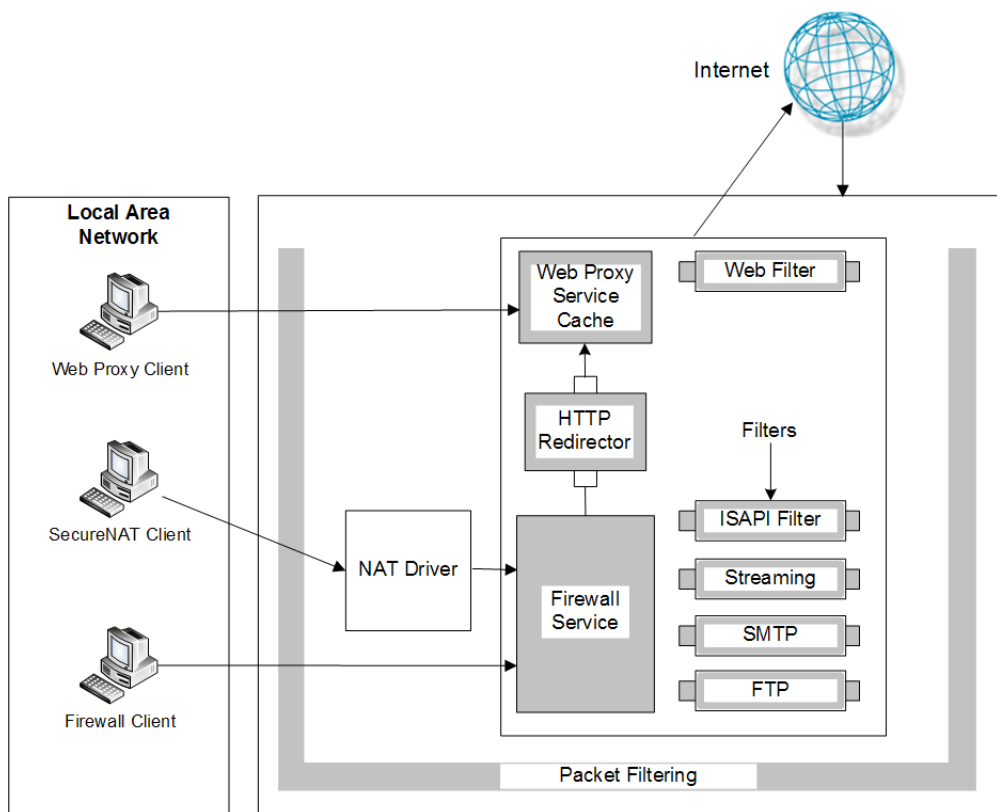 Internet
Local Area
Network
Web Proxy Client
SecureNAT Client
Firewall Client
NAT Driver
Web Proxy
Service
Cache
HTTP
Redirector
Firewall
Service
Web Filter
Filters
ISAPI Filter
Streaming
SMTP
FTP
Packet Filtering